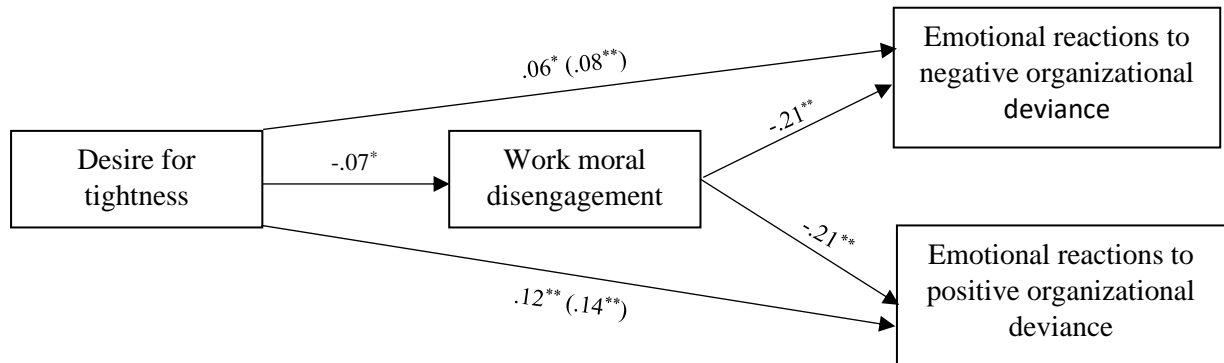 Emotional reactions to
negative organizational
deviance
.06* (.08**)
-.21**
Desire for
tightness
-.07*
Work moral
disengagement
-.21**
.12** (.14**)
Emotional reactions to
positive organizational
deviance